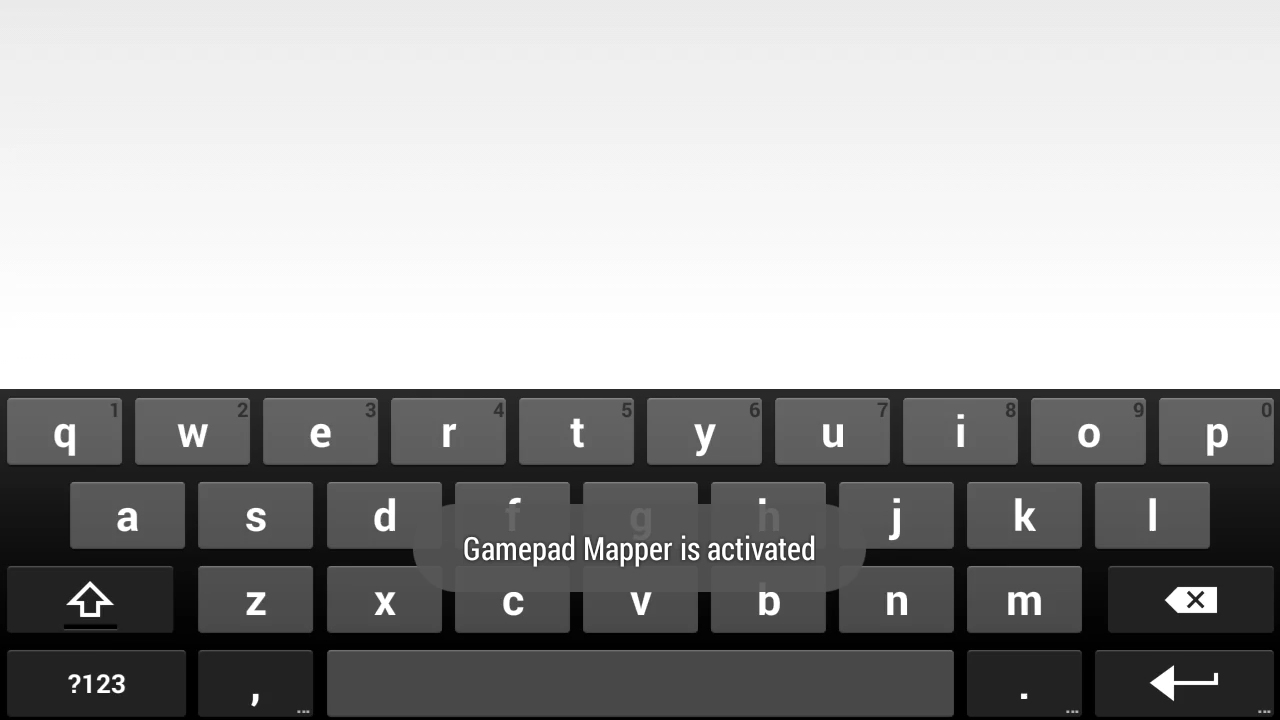 1 2 3 4 5 6 7 8 9 0
q w e r t y u i o p
a s d f g h j k l
Gamepad Mapper is activated
z x c v b n m
?123 , ... . ... ...